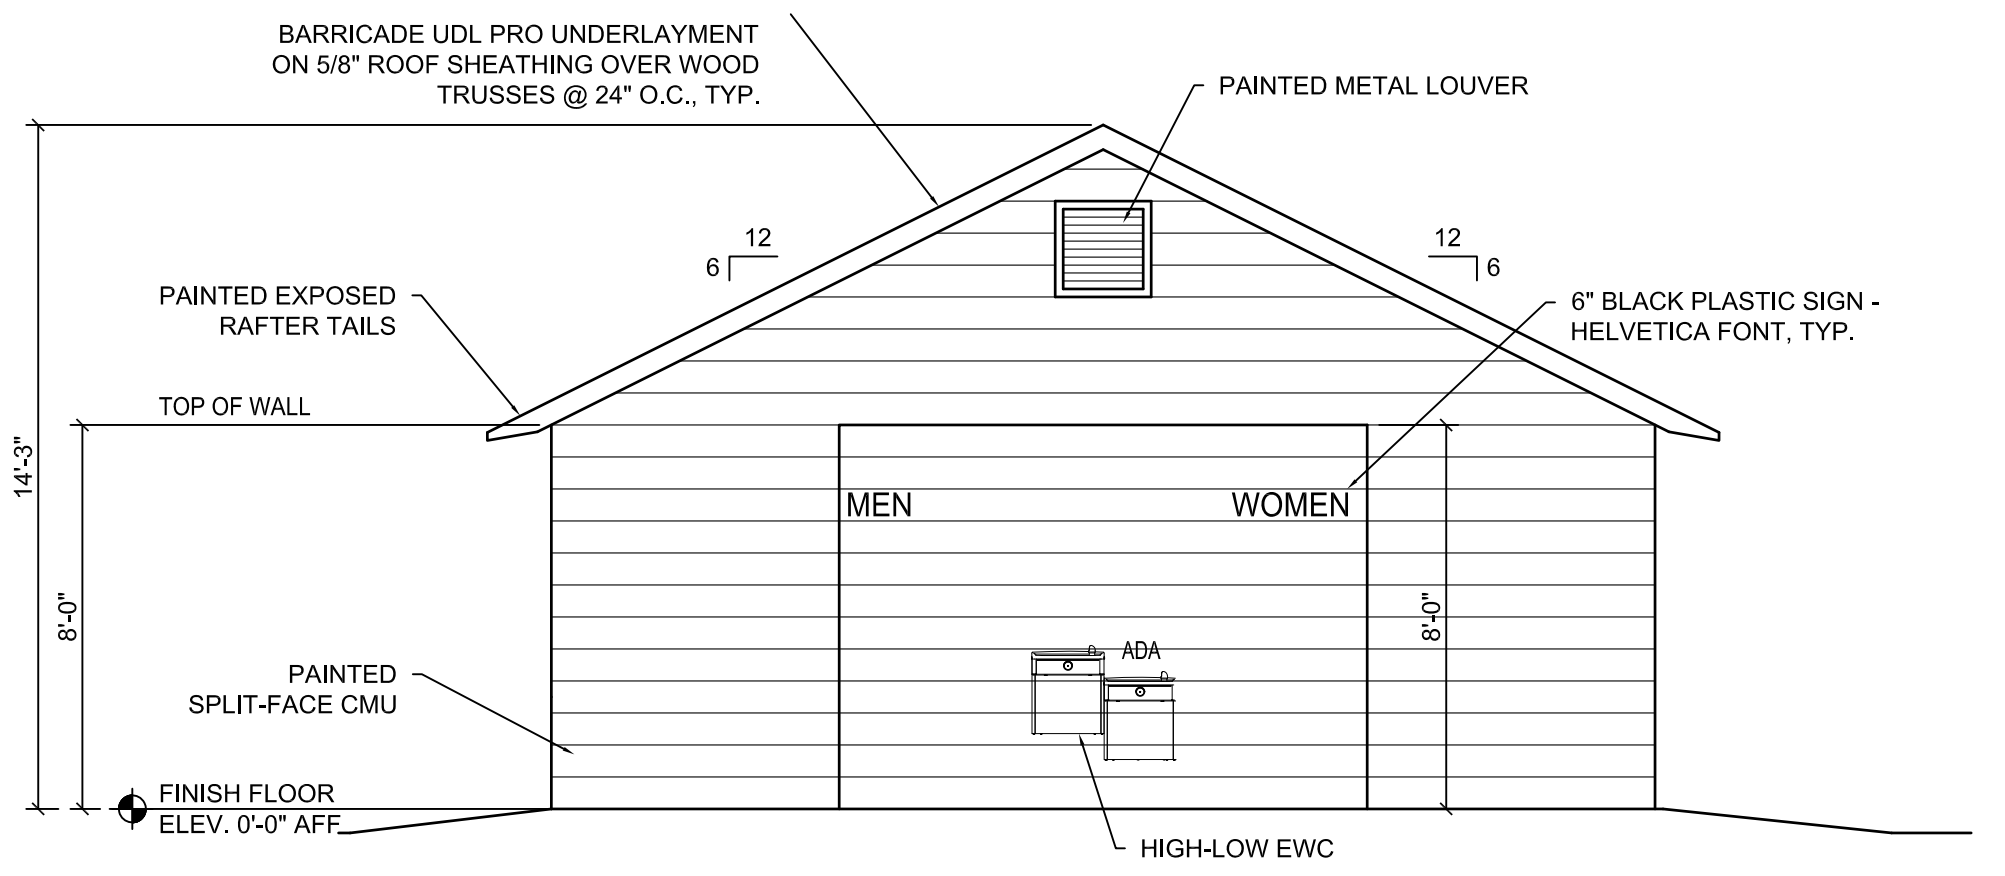 BARRICADE UDL PRO UNDERLAYMENT
ON 5/8" ROOF SHEATHING OVER WOOD
TRUSSES @ 24" O.C., TYP.
PAINTED METAL LOUVER
12
6
12
6
PAINTED EXPOSED
RAFTER TAILS
6" BLACK PLASTIC SIGN -
HELVETICA FONT, TYP.
TOP OF WALL
14'-3"
MEN
WOMEN
8'-0"
8'-0"
ADA
PAINTED
SPLIT-FACE CMU
FINISH FLOOR
ELEV. 0'-0" AFF
HIGH-LOW EWC